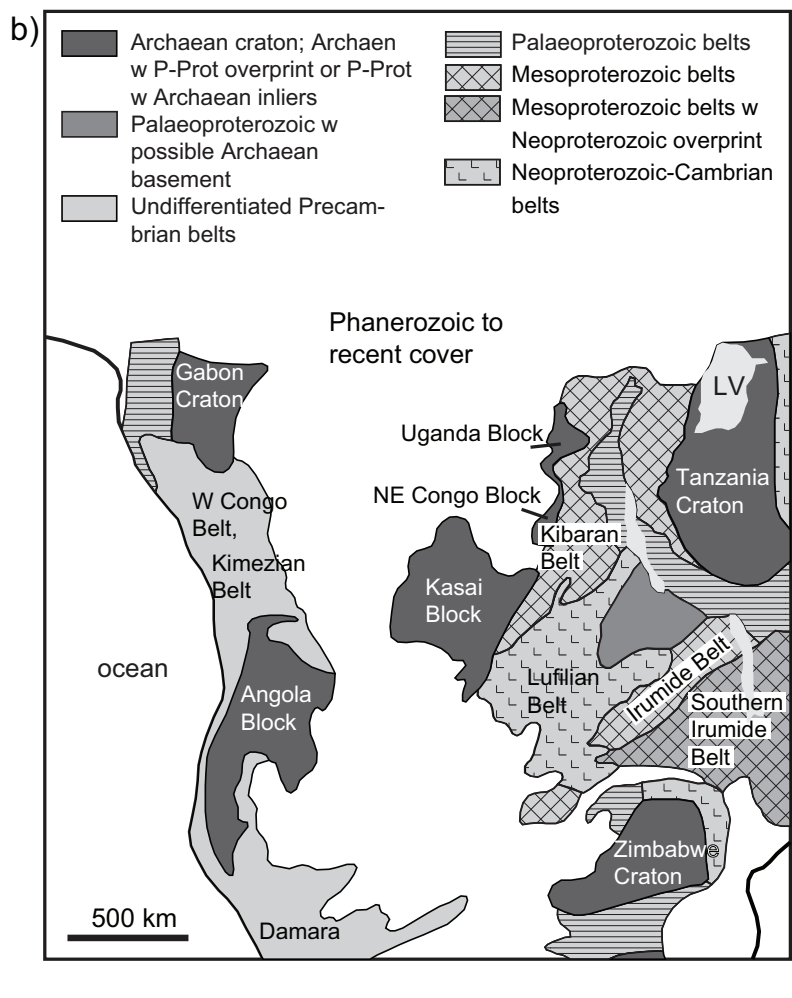 b)
Archaean craton; Archaen
w P-Prot overprint or P-Prot
w Archaean inliers
Palaeoproterozoic w
possible Archaean
basement
Undifferentiated Precam-
brian belts
Palaeoproterozoic belts
Mesoproterozoic belts
Mesoproterozoic belts w
Neoproterozoic overprint
Neoproterozoic-Cambrian
belts
Phanerozoic to
recent cover
Gabon
Craton
LV
Uganda Block
Tanzania
Craton
NE Congo Block
W Congo
Belt,
Kimezian
Belt
Kibaran
Belt
Kasai
Block
ocean
Angola
Block
Lufilian
Belt
Irumide Belt
Southern
Irumide
Belt
Zimbabwe
Craton
500 km
Damara